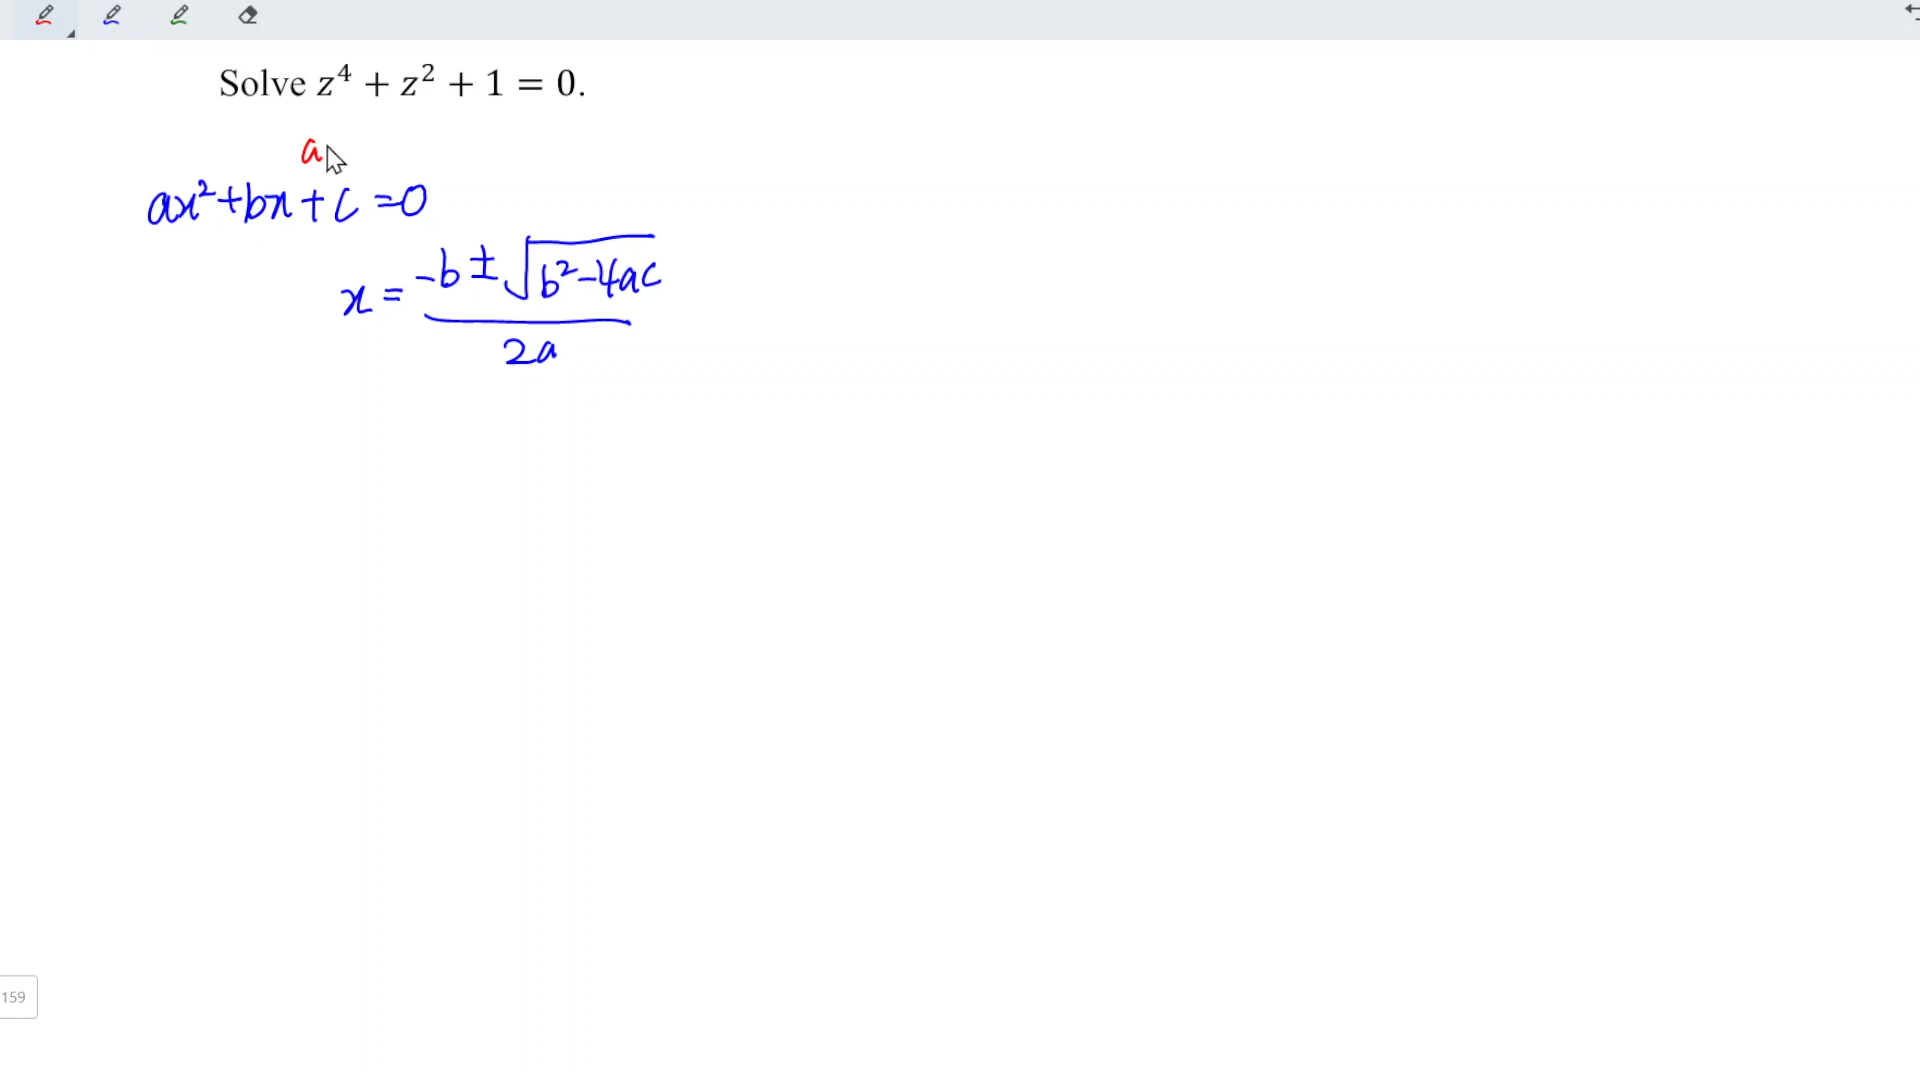 Solve z⁴ + z² + 1 = 0.
a
ax² + bx + c = 0
x = (-b ± √(b² - 4ac)) / 2a
159